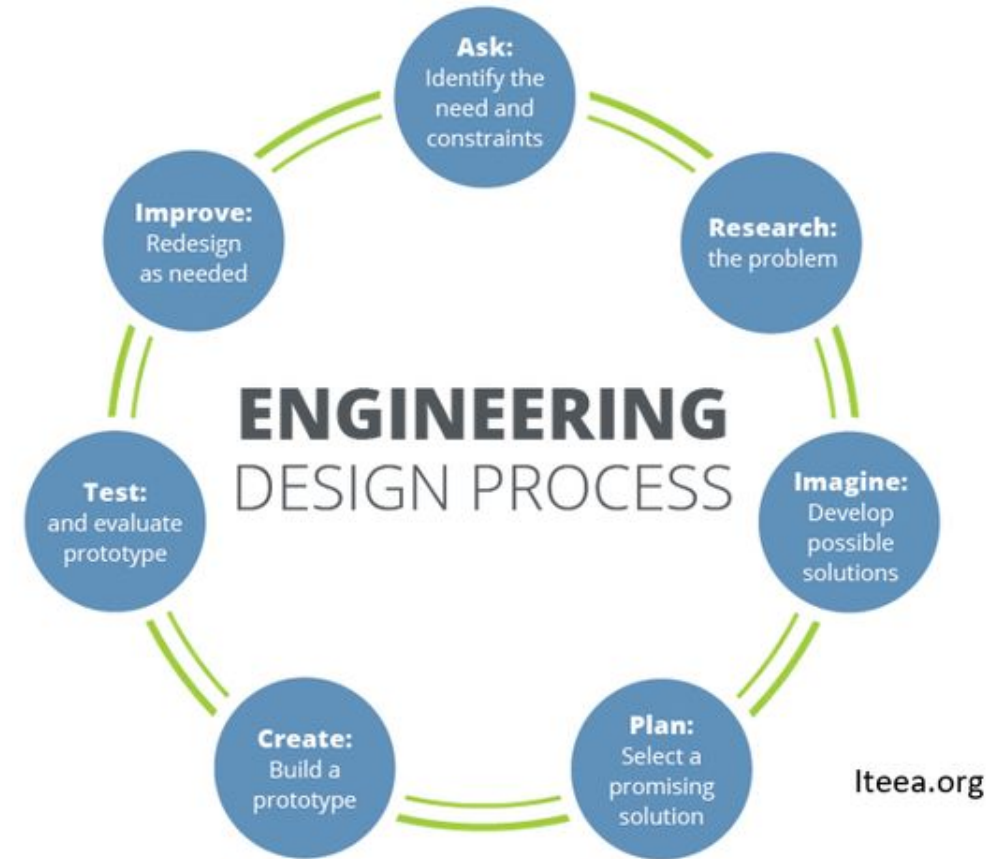 Ask:
Identify the
need and
constraints
Research:
the problem
Imagine:
Develop
possible
solutions
Plan:
Select a
promising
solution
Create:
Build a
prototype
Test:
and evaluate
prototype
Improve:
Redesign
as needed
ENGINEERING
DESIGN PROCESS
Iteea.org